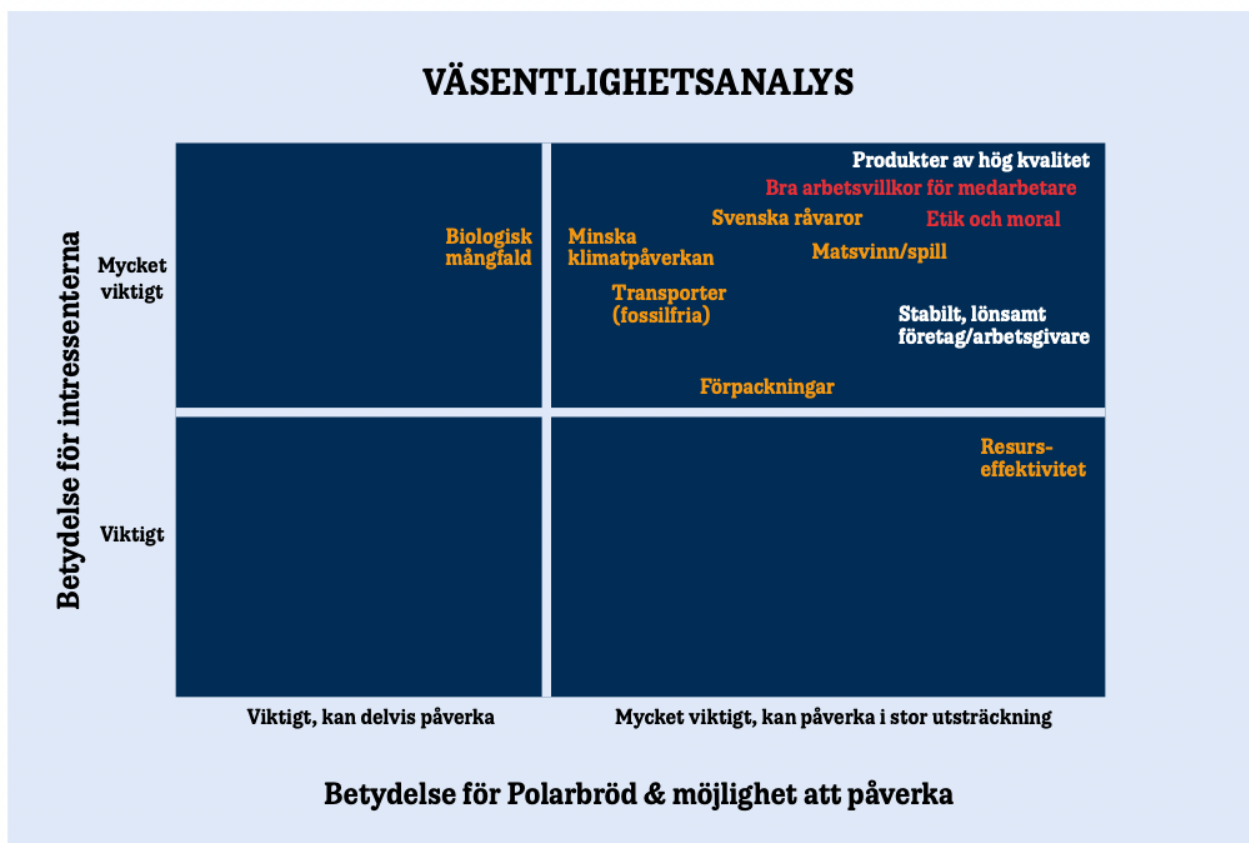 VÄSENTLIGHETSANALYS
Betydelse för intressenterna
Mycket
viktigt
Viktigt
Produkter av hög kvalitet
Bra arbetsvillkor för medarbetare
Svenska råvaror
Etik och moral
Biologisk
mångfald
Minska
klimatpåverkan
Matsvinn/spill
Transporter
(fossilfria)
Stabilt, lönsamt
företag/arbetsgivare
Förpackningar
Resurs-
effektivitet
Viktigt, kan delvis påverka
Mycket viktigt, kan påverka i stor utsträckning
Betydelse för Polarbröd & möjlighet att påverka